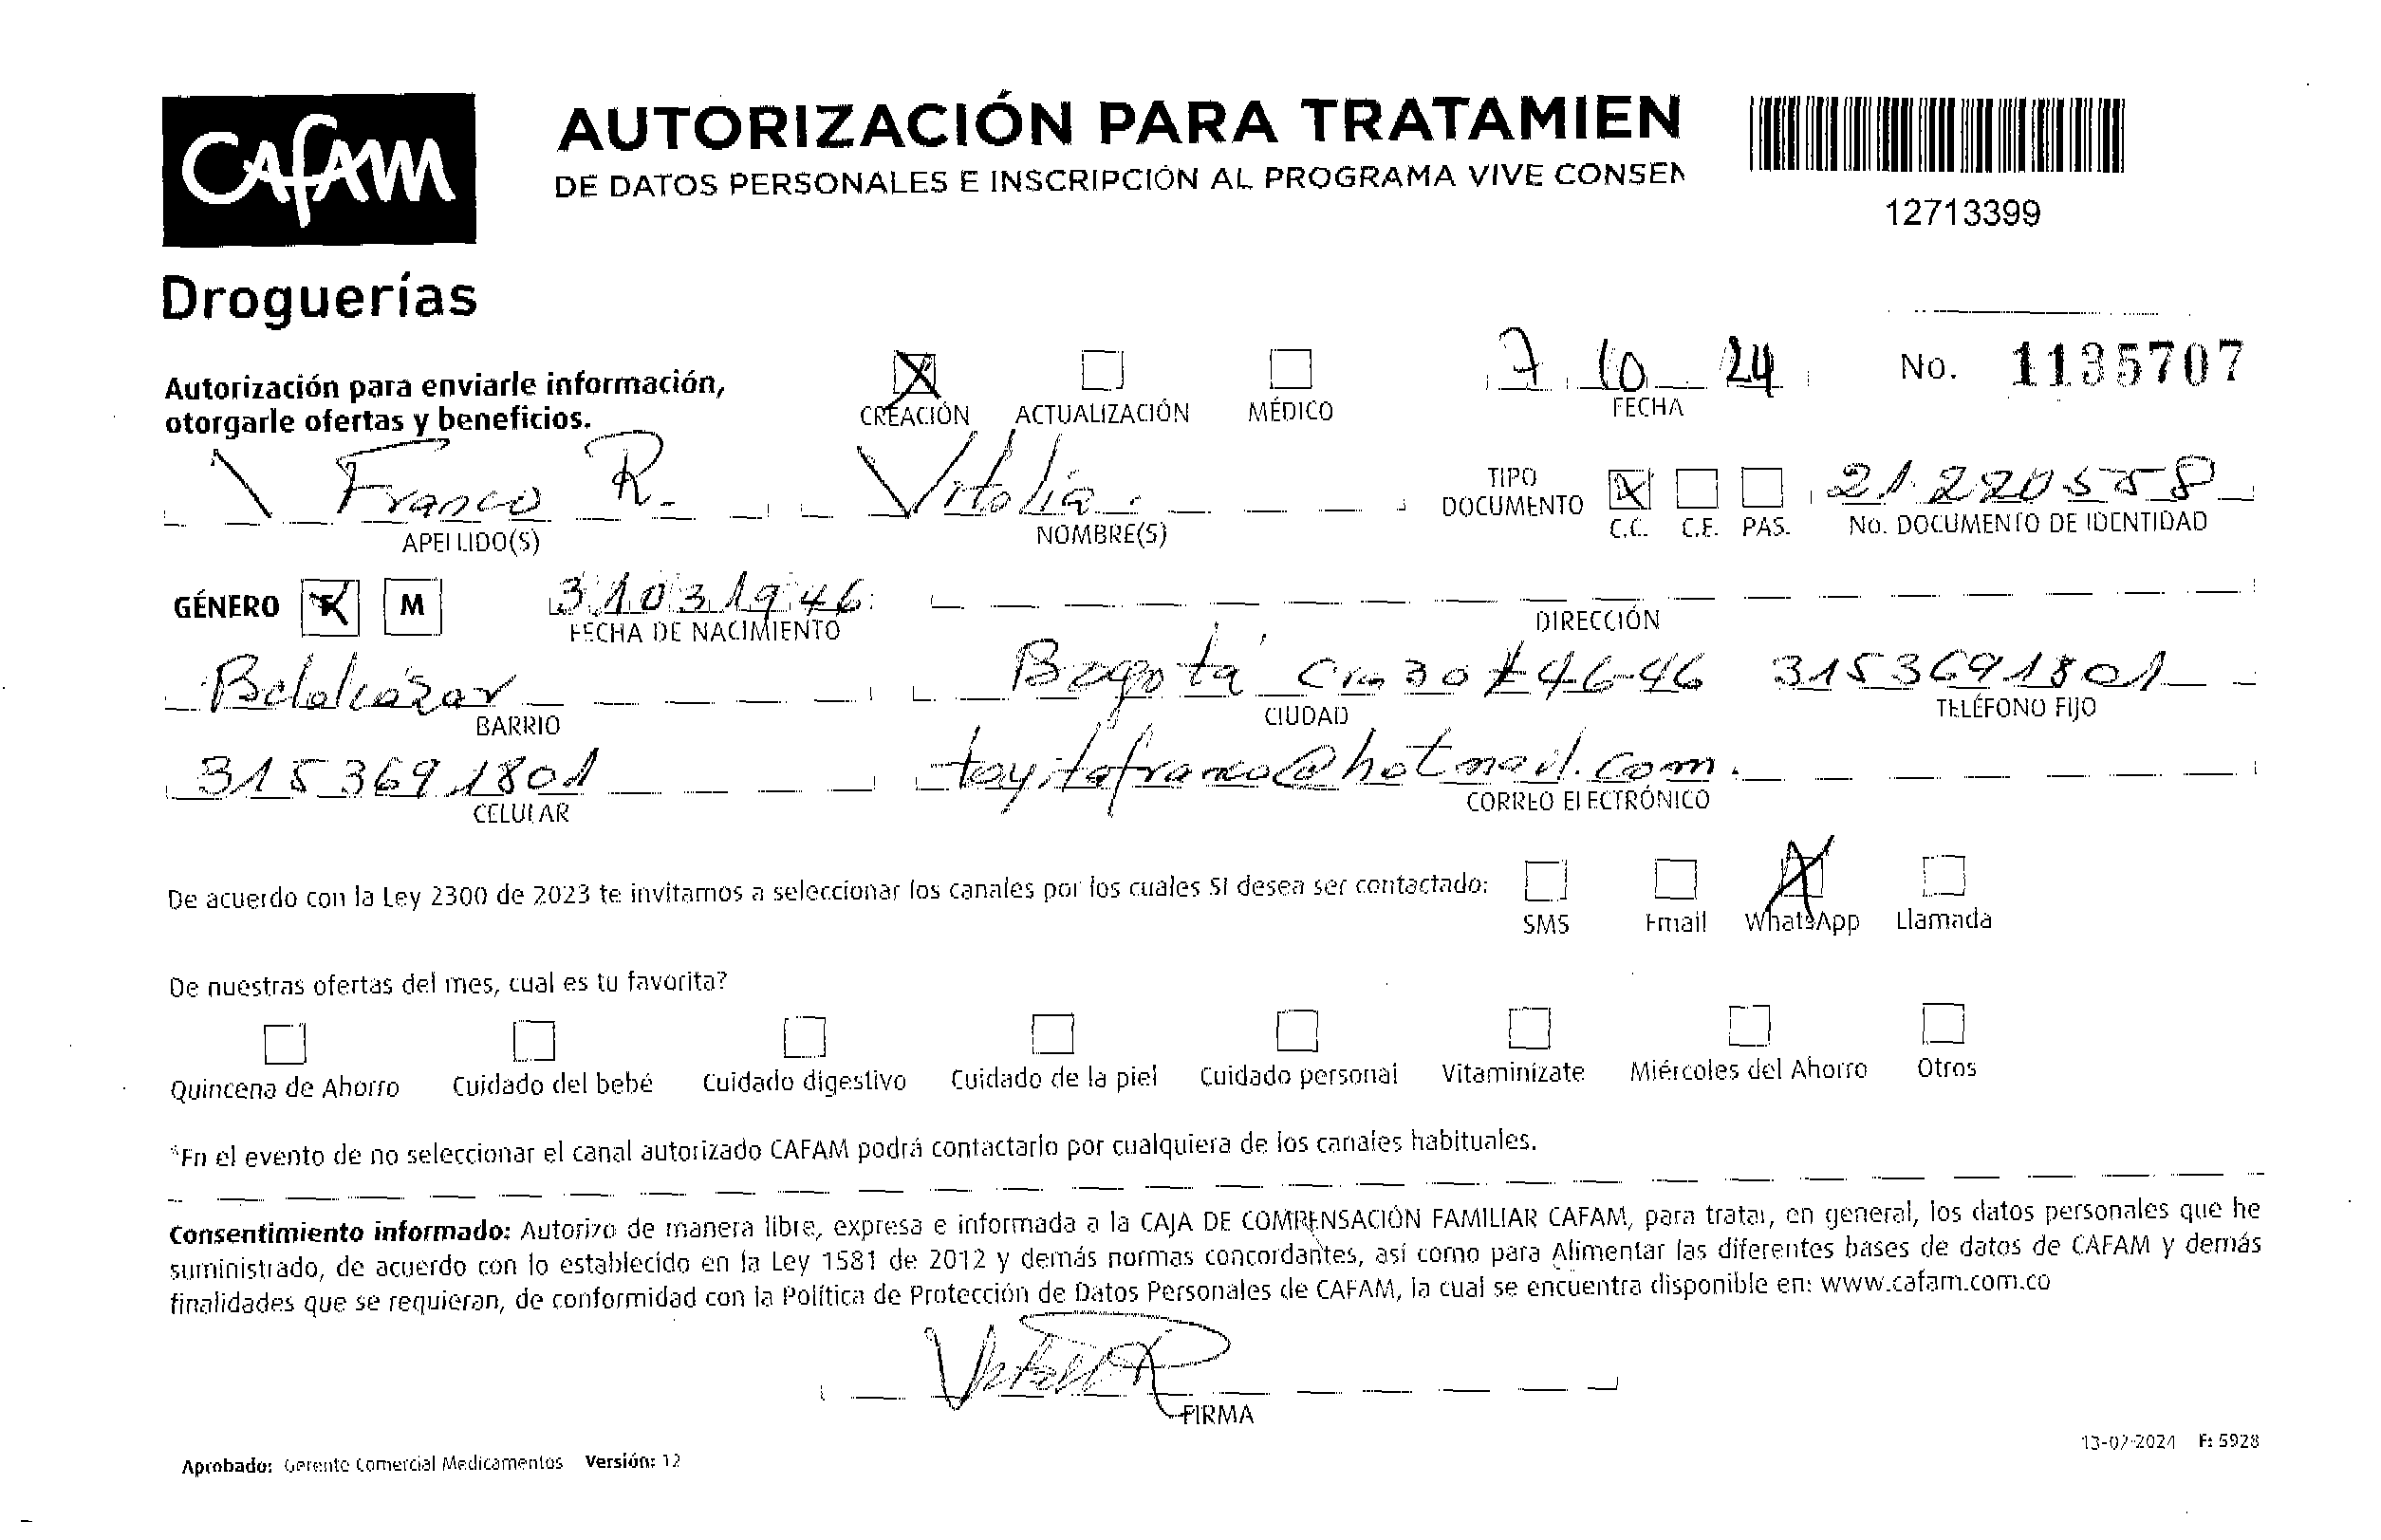 CAFAM
Droguerías
AUTORIZACIÓN PARA TRATAMIEN
DE DATOS PERSONALES E INSCRIPCIÓN AL PROGRAMA VIVE CONSEN
12713399
Autorización para enviarle información,
otorgarle ofertas y beneficios.
CREACIÓN ACTUALIZACIÓN MÉDICO
7 10 24
FECHA
No. 1135707
Franco R. Vitalia
APELLIDO(S) NOMBRE(S)
TIPO
DOCUMENTO
C.C. C.E. PAS.
21.220558
No. DOCUMENTO DE IDENTIDAD
GÉNERO F M
31031946
FECHA DE NACIMIENTO
DIRECCIÓN
Belalcázar Bogotá Cra 30 # 46-46 3153691801
BARRIO CIUDAD TELÉFONO FIJO
3153691801 toyitafranco@hotmail.com.
CELULAR CORREO ELECTRÓNICO
De acuerdo con la Ley 2300 de 2023 te invitamos a seleccionar los canales por los cuales SI desea ser contactado:
SMS Email WhatsApp Llamada
De nuestras ofertas del mes, cual es tu favorita?
Quincena de Ahorro Cuidado del bebé Cuidado digestivo Cuidado de la piel Cuidado personal Vitaminízate Miércoles del Ahorro Otros
*En el evento de no seleccionar el canal autorizado CAFAM podrá contactarlo por cualquiera de los canales habituales.
Consentimiento informado: Autorizo de manera libre, expresa e informada a la CAJA DE COMPENSACIÓN FAMILIAR CAFAM, para tratar, en general, los datos personales que he
suministrado, de acuerdo con lo establecido en la Ley 1581 de 2012 y demás normas concordantes, así como para Alimentar las diferentes bases de datos de CAFAM y demás
finalidades que se requieran, de conformidad con la Política de Protección de Datos Personales de CAFAM, la cual se encuentra disponible en: www.cafam.com.co
FIRMA
Aprobado: Gerente Comercial Medicamentos Versión: 12
13-02-2024 F: 5928